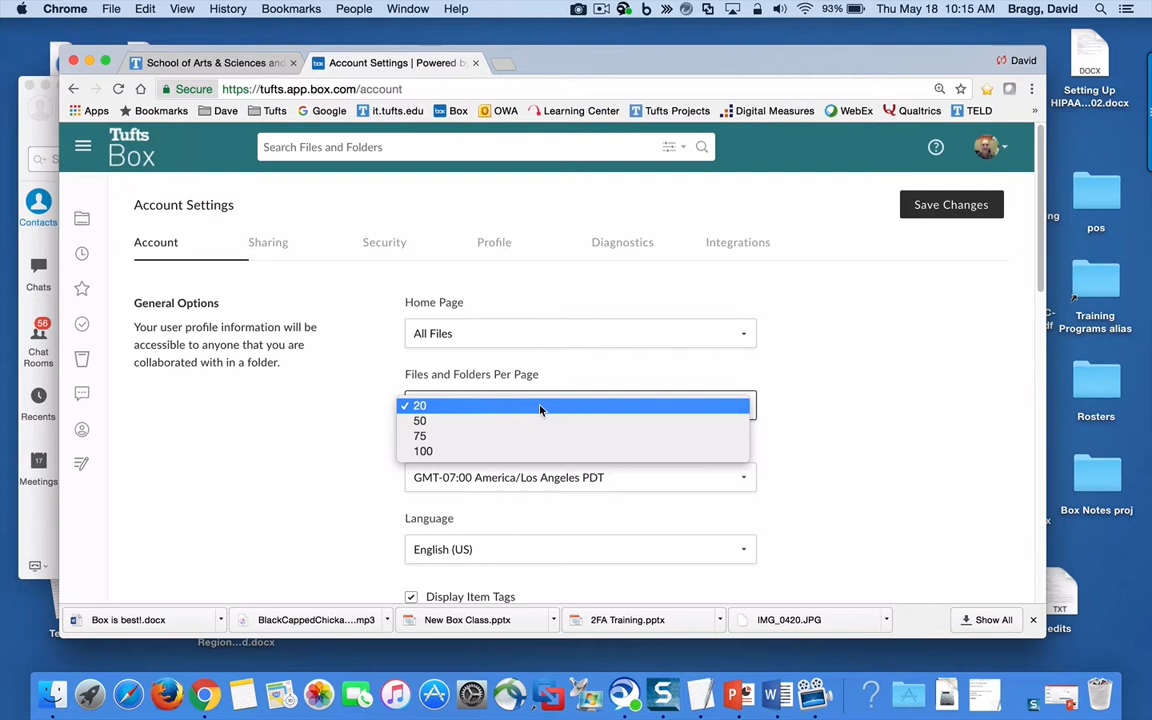 Chrome File Edit View History Bookmarks People Window Help 93% Thu May 18 10:15 AM Bragg, David
School of Arts & Sciences and
Account Settings | Powered by
David
Secure https://tufts.app.box.com/account
Apps Bookmarks Dave Tufts Google it.tufts.edu Box OWA Learning Center Tufts Projects Digital Measures WebEx Qualtrics TELD »
Tufts
Box
Search Files and Folders
Account Settings
Save Changes
Account Sharing Security Profile Diagnostics Integrations
General Options
Your user profile information will be
accessible to anyone that you are
collaborated with in a folder.
Home Page
All Files
Files and Folders Per Page
20
50
75
100
GMT-07:00 America/Los Angeles PDT
Language
English (US)
Display Item Tags
Box is best!.docx
BlackCappedChicka....mp3
New Box Class.pptx
2FA Training.pptx
IMG_0420.JPG
Show All
Contacts
Chats
56
Chat
Rooms
Recents
17
Meetings
Region...d.docx
DOCX
Setting Up
HIPAA...02.docx
ng
pos
Training
Programs alias
Rosters
Box Notes proj
TXT
edits